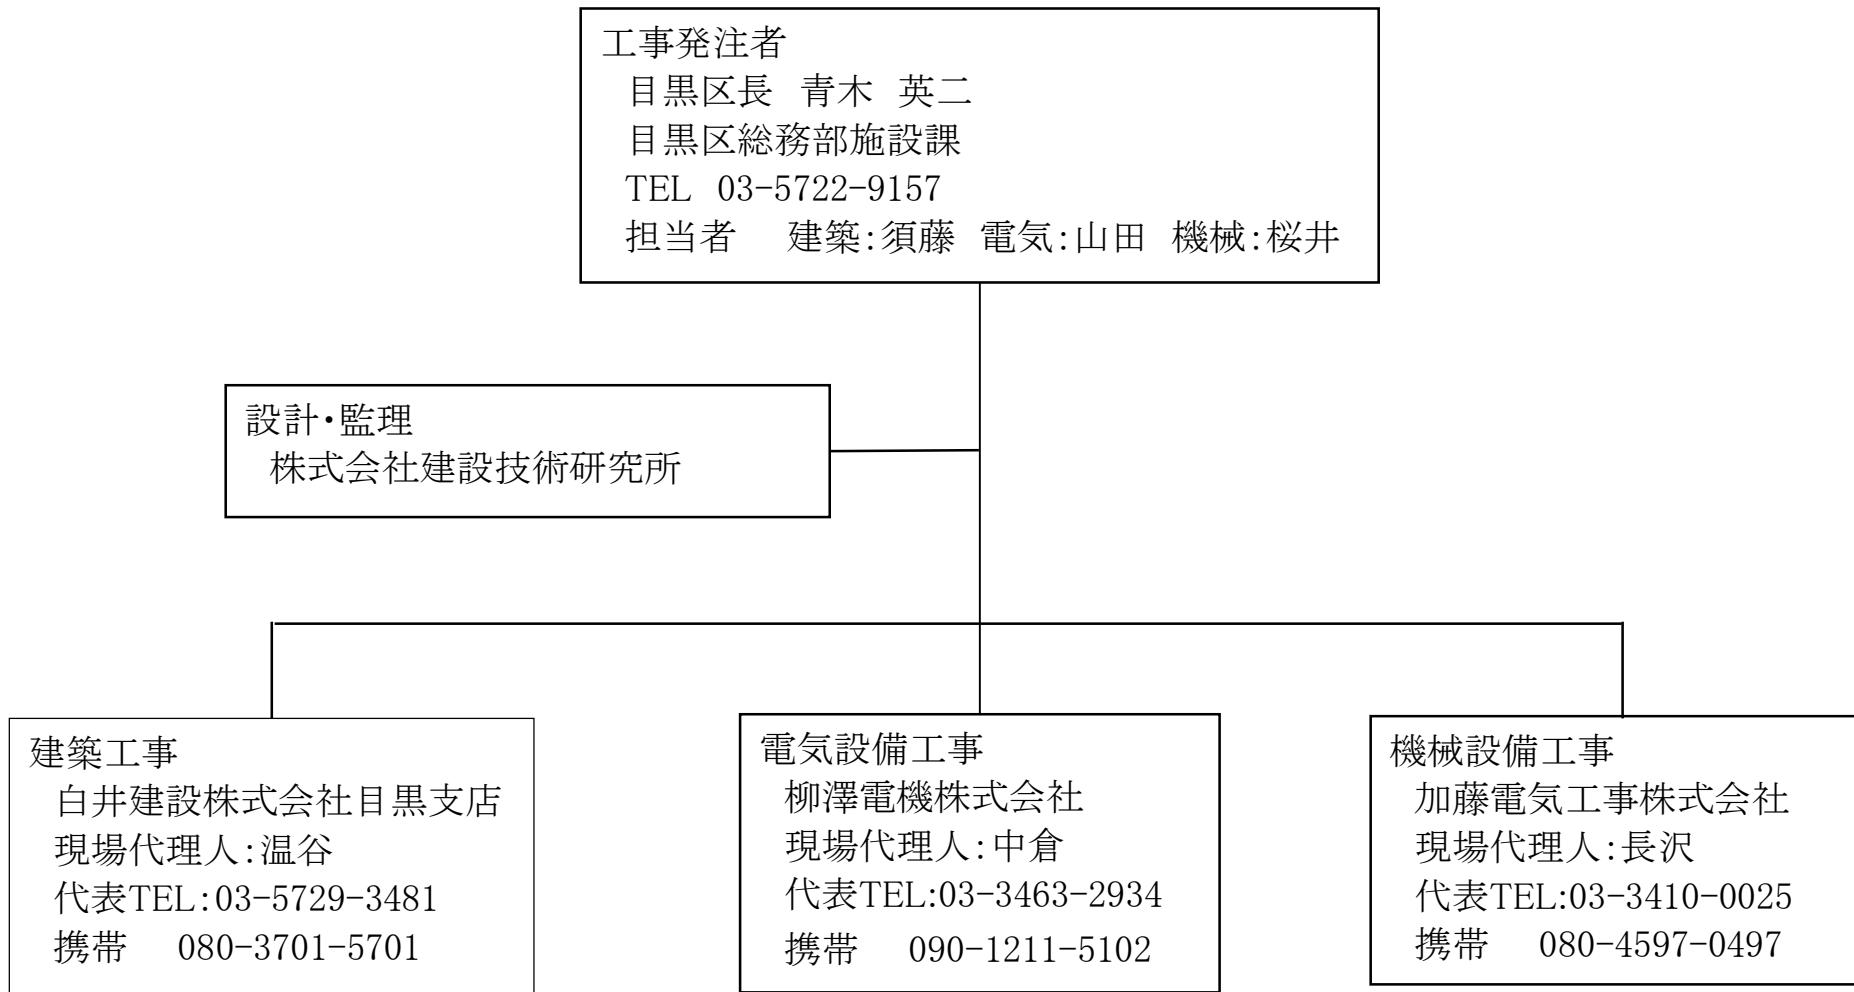 工事発注者
目黒区長 青木 英二
目黒区総務部施設課
TEL 03-5722-9157
担当者 建築:須藤 電気:山田 機械:桜井
設計・監理
株式会社建設技術研究所
建築工事
白井建設株式会社目黒支店
現場代理人:温谷
代表TEL:03-5729-3481
携帯 080-3701-5701
電気設備工事
柳澤電機株式会社
現場代理人:中倉
代表TEL:03-3463-2934
携帯 090-1211-5102
機械設備工事
加藤電気工事株式会社
現場代理人:長沢
代表TEL:03-3410-0025
携帯 080-4597-0497